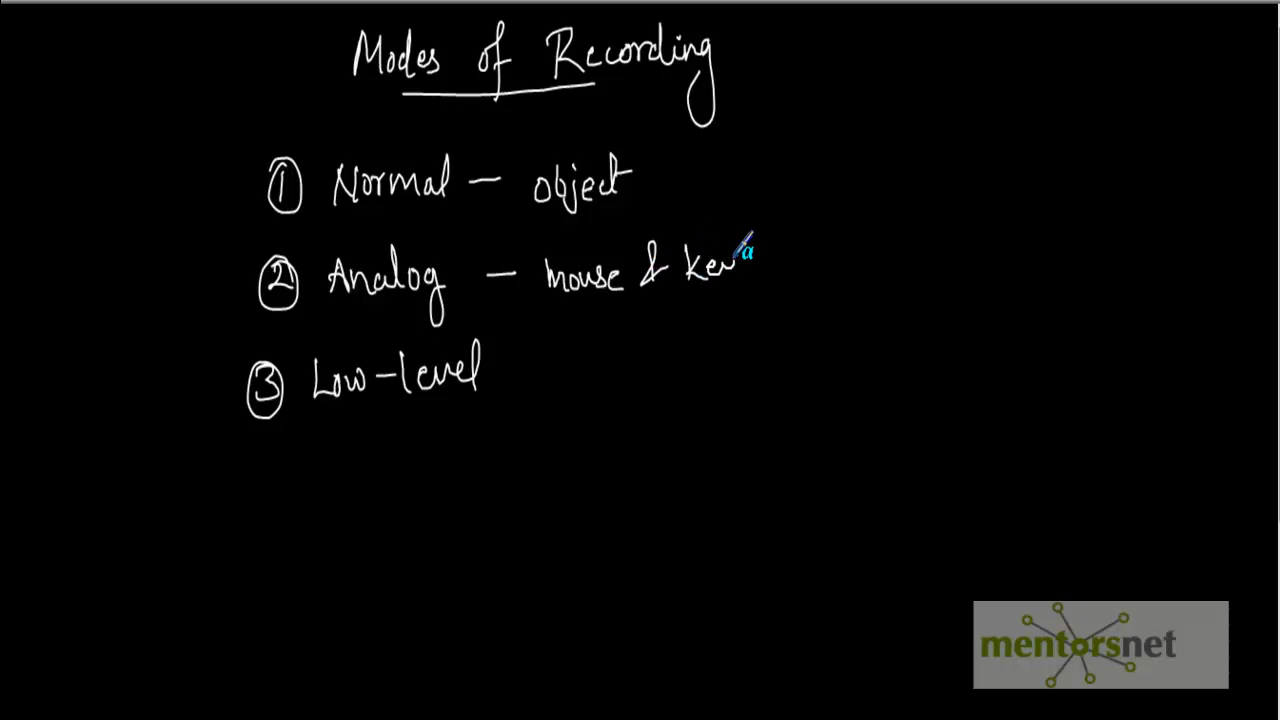 Modes of Recording
① Normal — object
② Analog — mouse & key
③ Low-level
mentorsnet